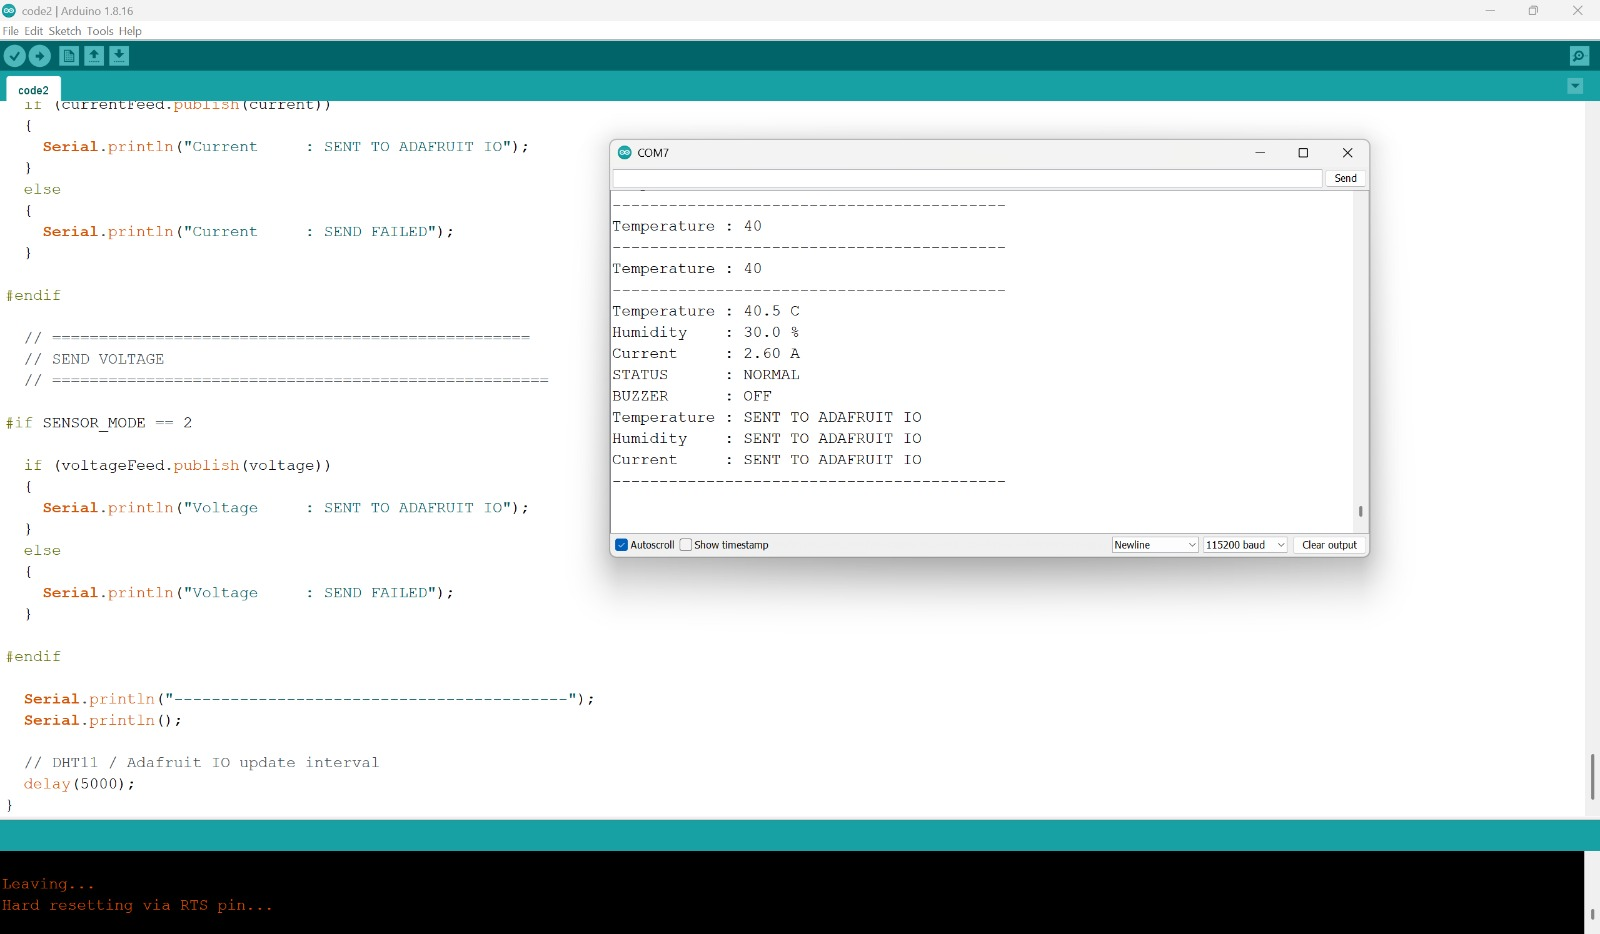 code2 | Arduino 1.8.16
File Edit Sketch Tools Help
code2
if (currentFeed.publish(current))
{
Serial.println("Current     : SENT TO ADAFRUIT IO");
}
else
{
Serial.println("Current     : SEND FAILED");
}
#endif
// ===================================================
// SEND VOLTAGE
// =====================================================
#if SENSOR_MODE == 2
if (voltageFeed.publish(voltage))
{
Serial.println("Voltage     : SENT TO ADAFRUIT IO");
}
else
{
Serial.println("Voltage     : SEND FAILED");
}
#endif
Serial.println("------------------------------------------");
Serial.println();
// DHT11 / Adafruit IO update interval
delay(5000);
}
COM7
Send
------------------------------------------
Temperature : 40
------------------------------------------
Temperature : 40
------------------------------------------
Temperature : 40.5 C
Humidity    : 30.0 %
Current     : 2.60 A
STATUS      : NORMAL
BUZZER      : OFF
Temperature : SENT TO ADAFRUIT IO
Humidity    : SENT TO ADAFRUIT IO
Current     : SENT TO ADAFRUIT IO
------------------------------------------
Autoscroll Show timestamp Newline 115200 baud Clear output
Leaving...
Hard resetting via RTS pin...